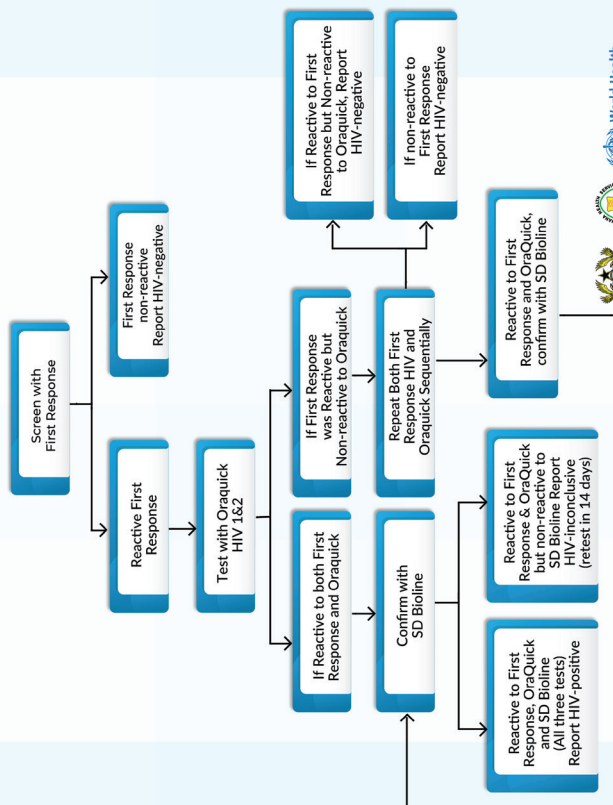 Screen with
First Response
Reactive First
Response
First Response
non-reactive
Report HIV-negative
Test with Oraquick
HIV 1&2
If Reactive to both First
Response and Oraquick
If First Response
was Reactive but
Non-reactive to Oraquick
Confirm with
SD Bioline
Repeat Both First
Response HIV and
Oraquick Sequentially
If Reactive to First
Response but Non-reactive
to Oraquick, Report
HIV-negative
If non-reactive to
First Response
Report HIV-negative
Reactive to First
Response, OraQuick
and SD Bioline
(All three tests)
Report HIV-positive
Reactive to First
Response & OraQuick
but non-reactive to
SD Bioline Report
HIV-inconclusive
(retest in 14 days)
Reactive to First
Response and OraQuick,
confirm with SD Bioline